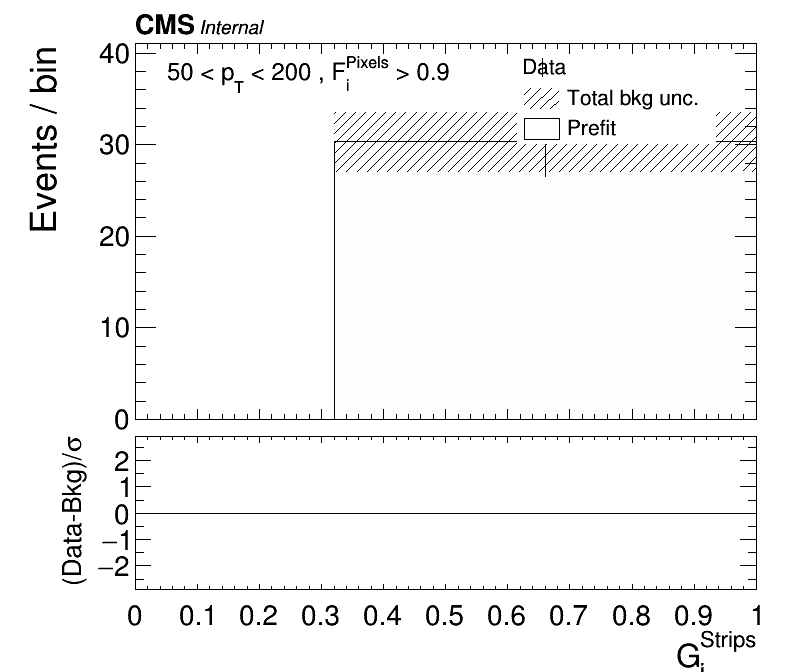 CMS Internal
50 < p_T < 200 , F_i^Pixels > 0.9
Data
Total bkg unc.
Prefit
Events / bin
40
30
20
10
0
(Data-Bkg)/σ
2
1
0
−1
−2
0 0.1 0.2 0.3 0.4 0.5 0.6 0.7 0.8 0.9 1
G_i^Strips